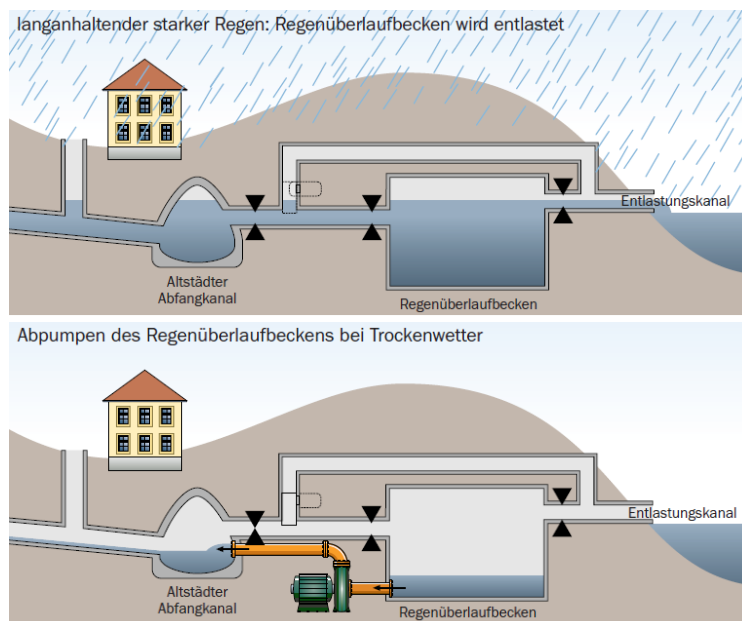 langanhaltender starker Regen: Regenüberlaufbecken wird entlastet
Entlastungskanal
Altstädter
Abfangkanal
Regenüberlaufbecken
Abpumpen des Regenüberlaufbeckens bei Trockenwetter
Entlastungskanal
Altstädter
Abfangkanal
Regenüberlaufbecken